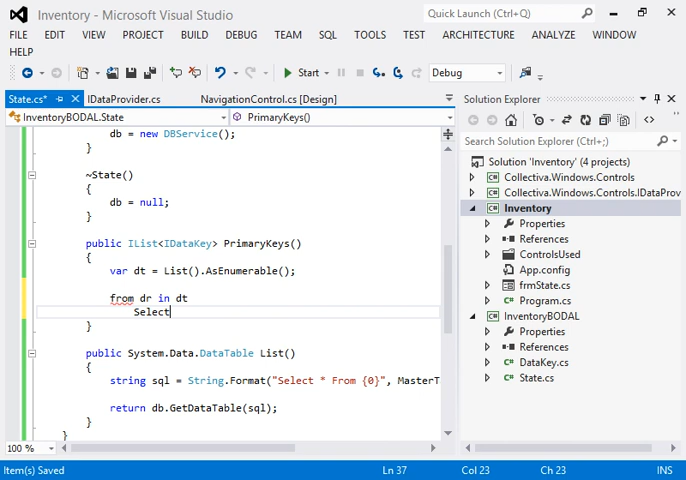 Inventory - Microsoft Visual Studio
Quick Launch (Ctrl+Q)
FILE EDIT VIEW PROJECT BUILD DEBUG TEAM SQL TOOLS TEST ARCHITECTURE ANALYZE WINDOW
HELP
Start
Debug
State.cs*
IDataProvider.cs
NavigationControl.cs [Design]
InventoryBODAL.State
PrimaryKeys()
db = new DBService();
}
~State()
{
db = null;
}
public IList<IDataKey> PrimaryKeys()
{
var dt = List().AsEnumerable();
from dr in dt
Select
}
public System.Data.DataTable List()
{
string sql = String.Format("Select * From {0}", MasterT
return db.GetDataTable(sql);
}
}
100 %
Solution Explorer
Search Solution Explorer (Ctrl+;)
Solution 'Inventory' (4 projects)
Collectiva.Windows.Controls
Collectiva.Windows.Controls.IDataProv
Inventory
Properties
References
ControlsUsed
App.config
frmState.cs
Program.cs
InventoryBODAL
Properties
References
DataKey.cs
State.cs
Item(s) Saved
Ln 37
Col 23
Ch 23
INS